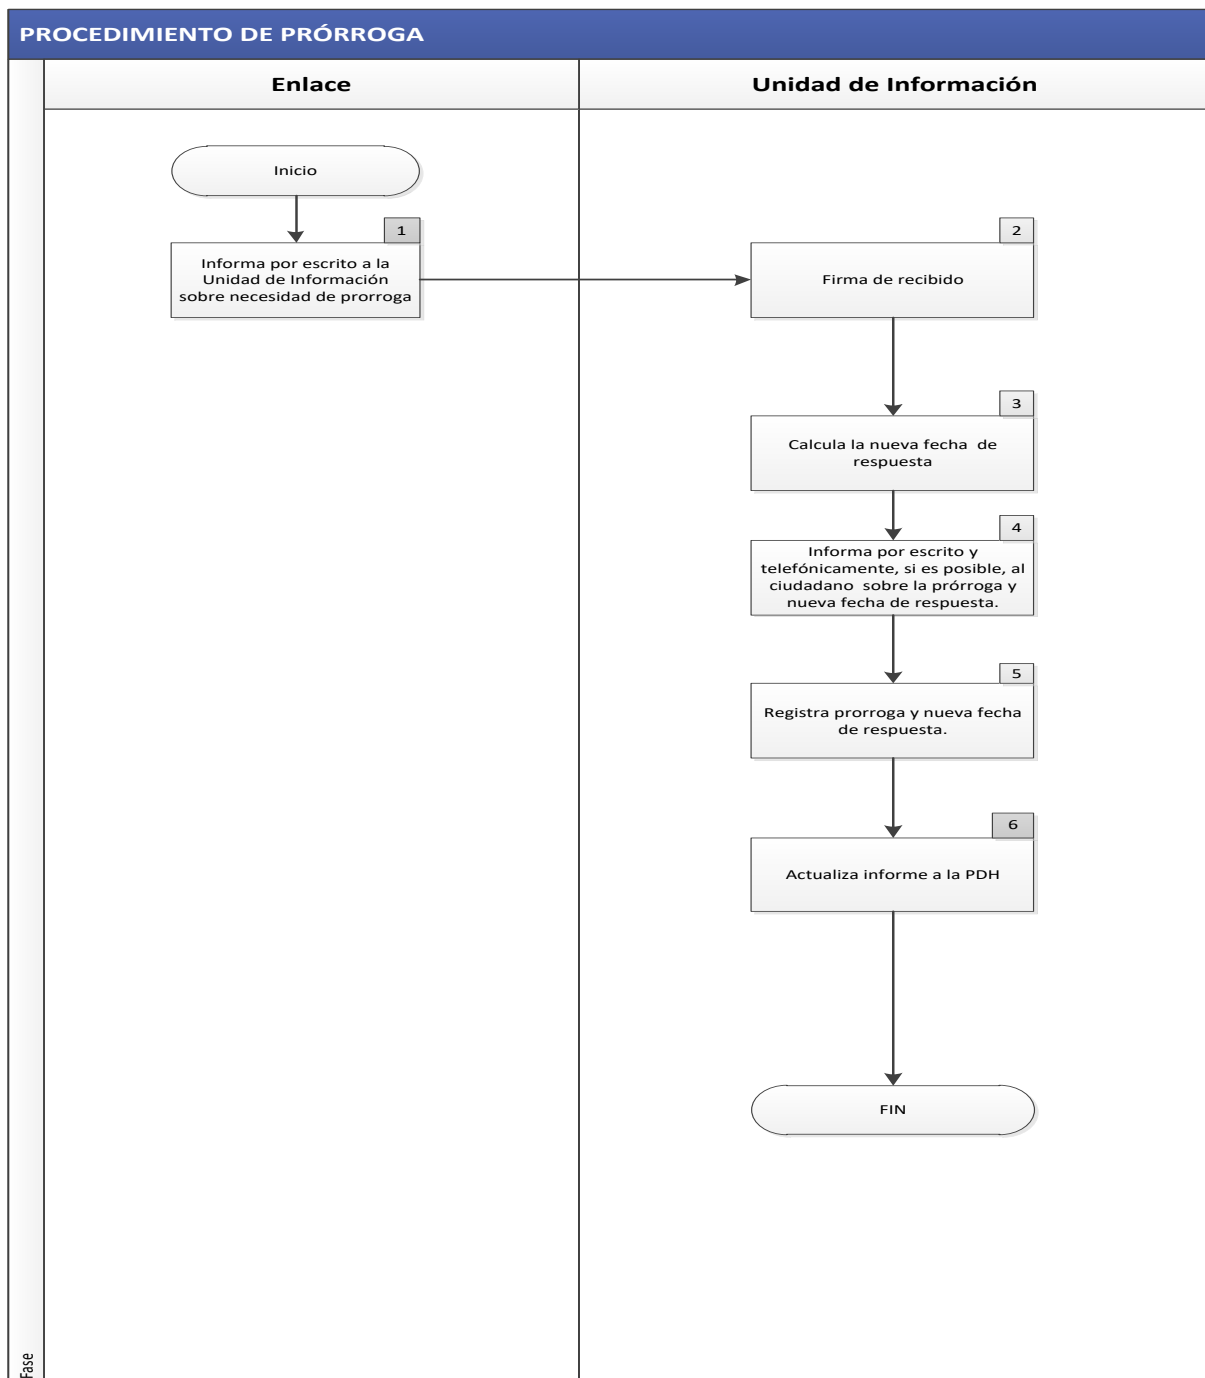 PROCEDIMIENTO DE PRÓRROGA
Enlace
Unidad de Información
Inicio
1
Informa por escrito a la
Unidad de Información
sobre necesidad de prorroga
2
Firma de recibido
3
Calcula la nueva fecha  de
respuesta
4
Informa por escrito y
telefónicamente, si es posible, al
ciudadano  sobre la prórroga y
nueva fecha de respuesta.
5
Registra prorroga y nueva fecha
de respuesta.
6
Actualiza informe a la PDH
FIN
Fase